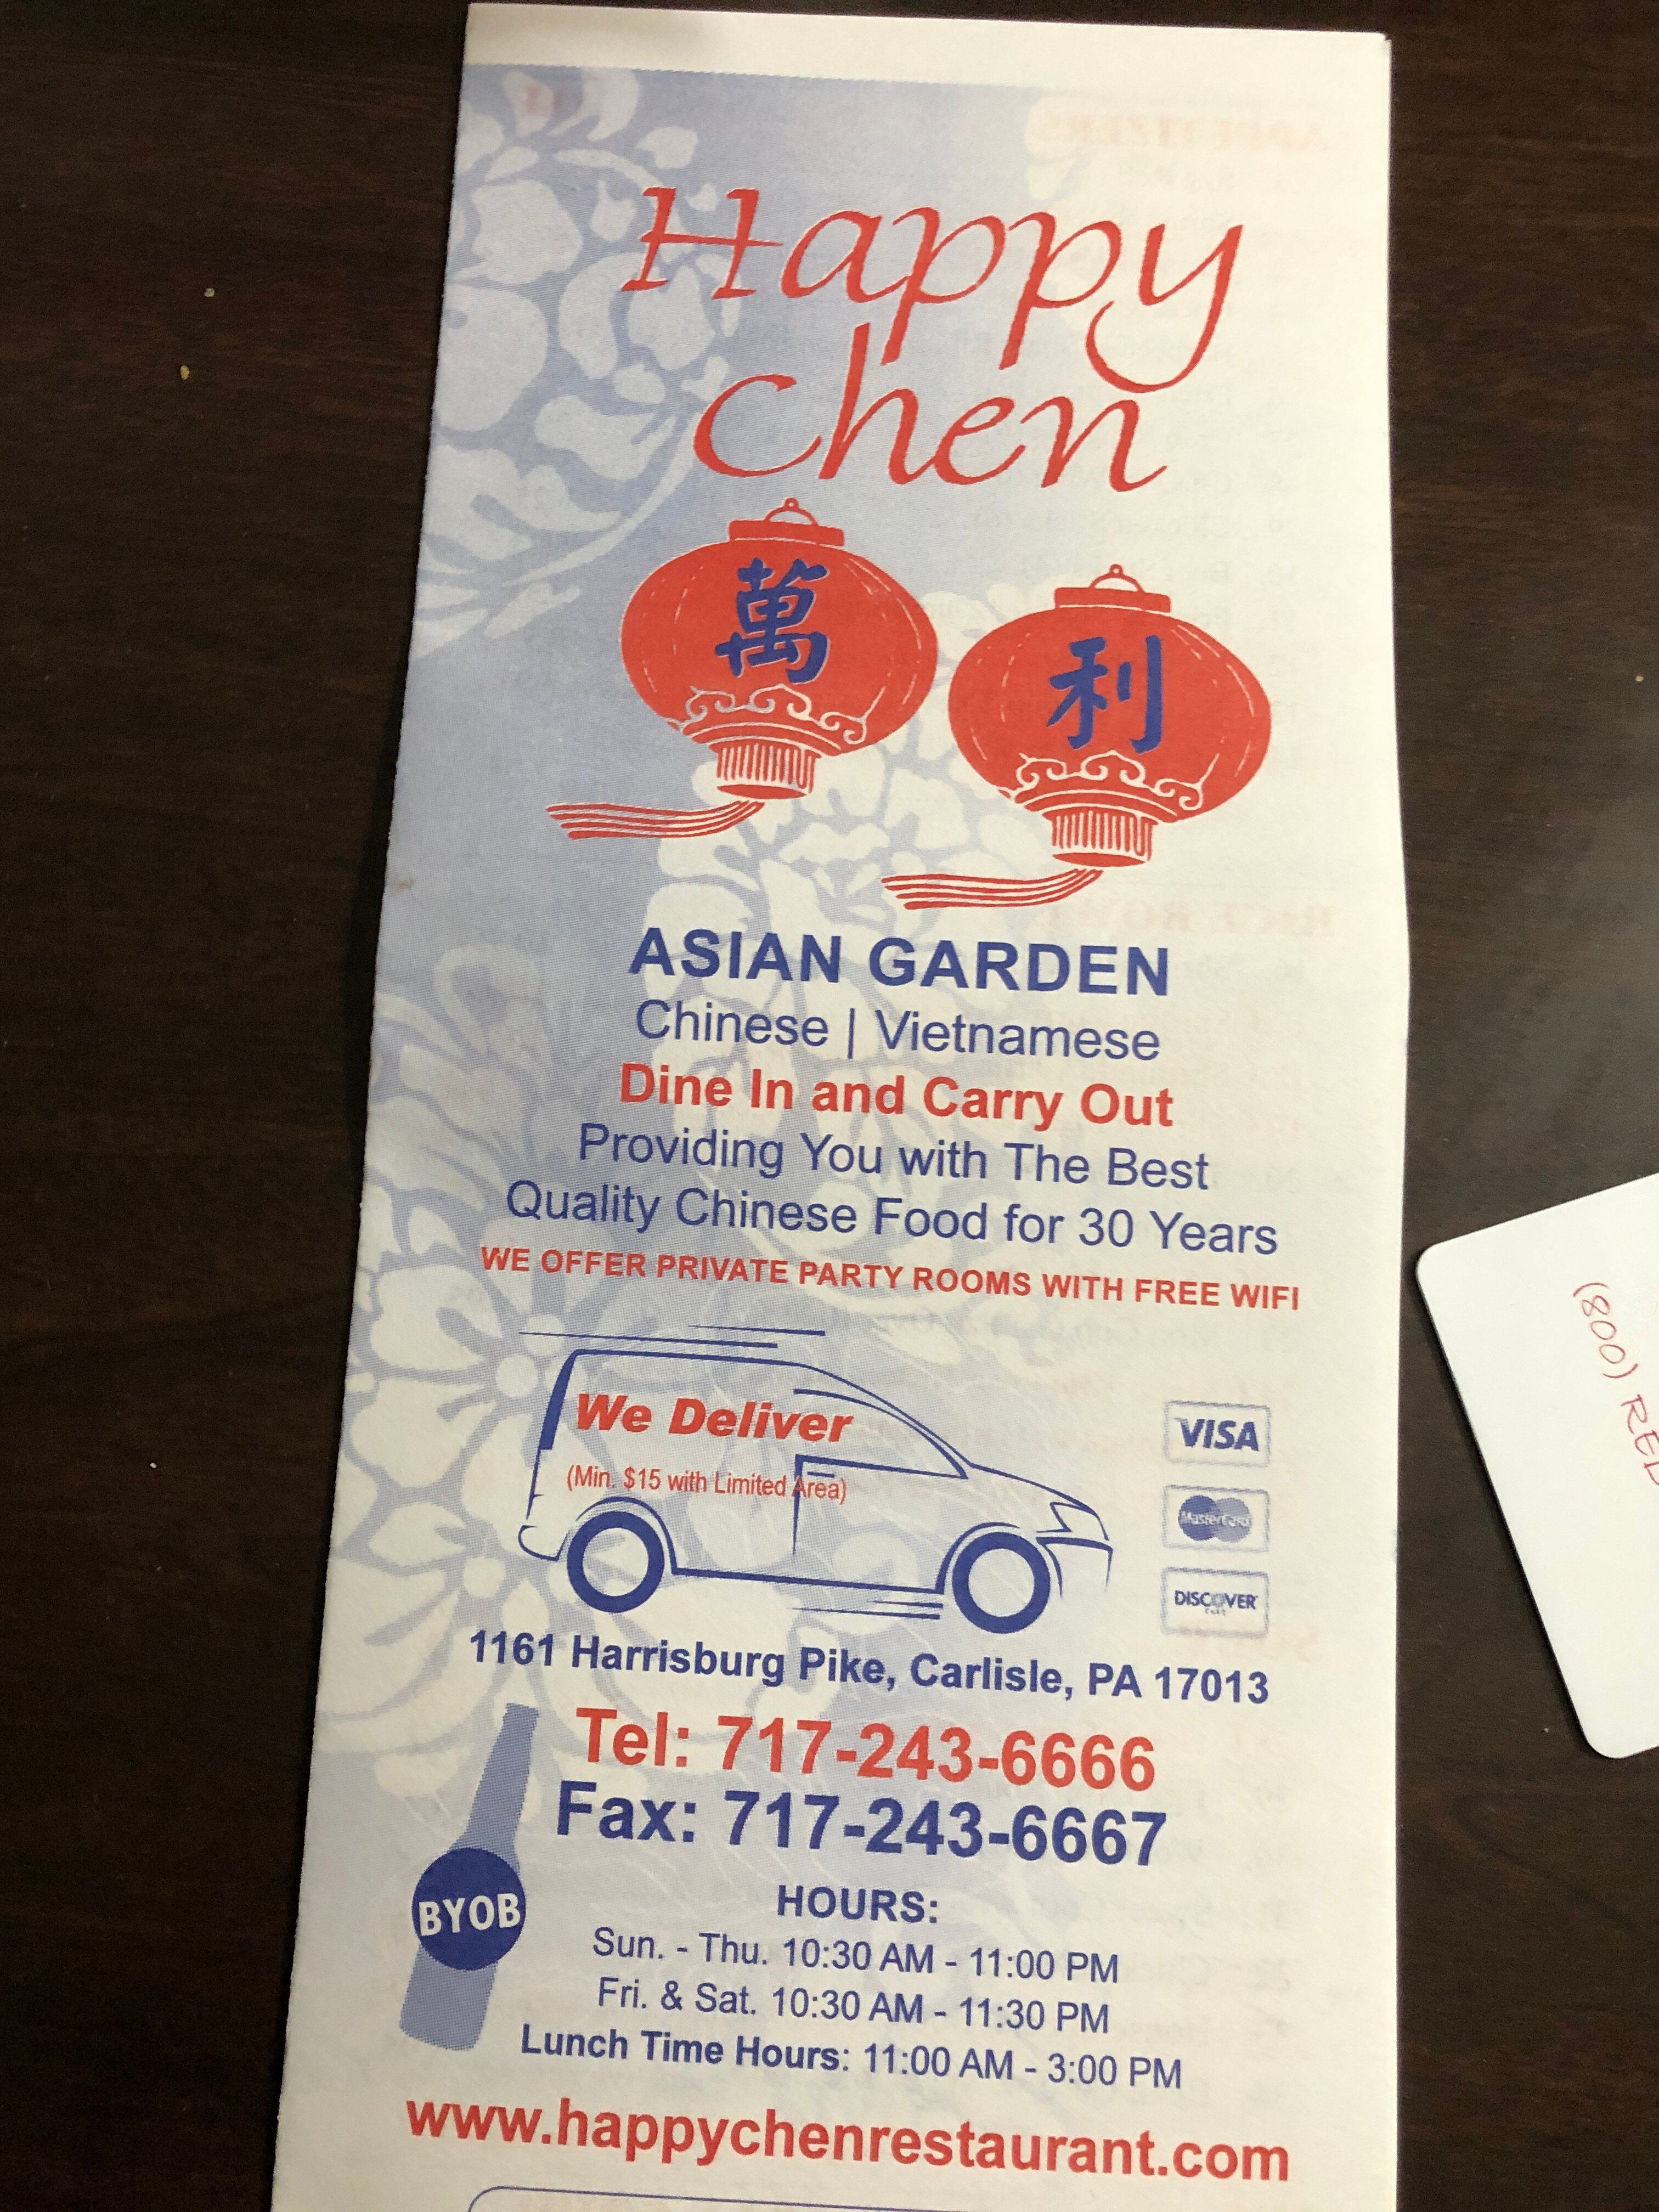 Happy
Chen
萬 利
ASIAN GARDEN
Chinese | Vietnamese
Dine In and Carry Out
Providing You with The Best
Quality Chinese Food for 30 Years
WE OFFER PRIVATE PARTY ROOMS WITH FREE WIFI
We Deliver
(Min. $15 with Limited Area)
VISA
MasterCard
DISCOVER
1161 Harrisburg Pike, Carlisle, PA 17013
Tel: 717-243-6666
Fax: 717-243-6667
BYOB
HOURS:
Sun. - Thu. 10:30 AM - 11:00 PM
Fri. & Sat. 10:30 AM - 11:30 PM
Lunch Time Hours: 11:00 AM - 3:00 PM
www.happychenrestaurant.com
(800) RED